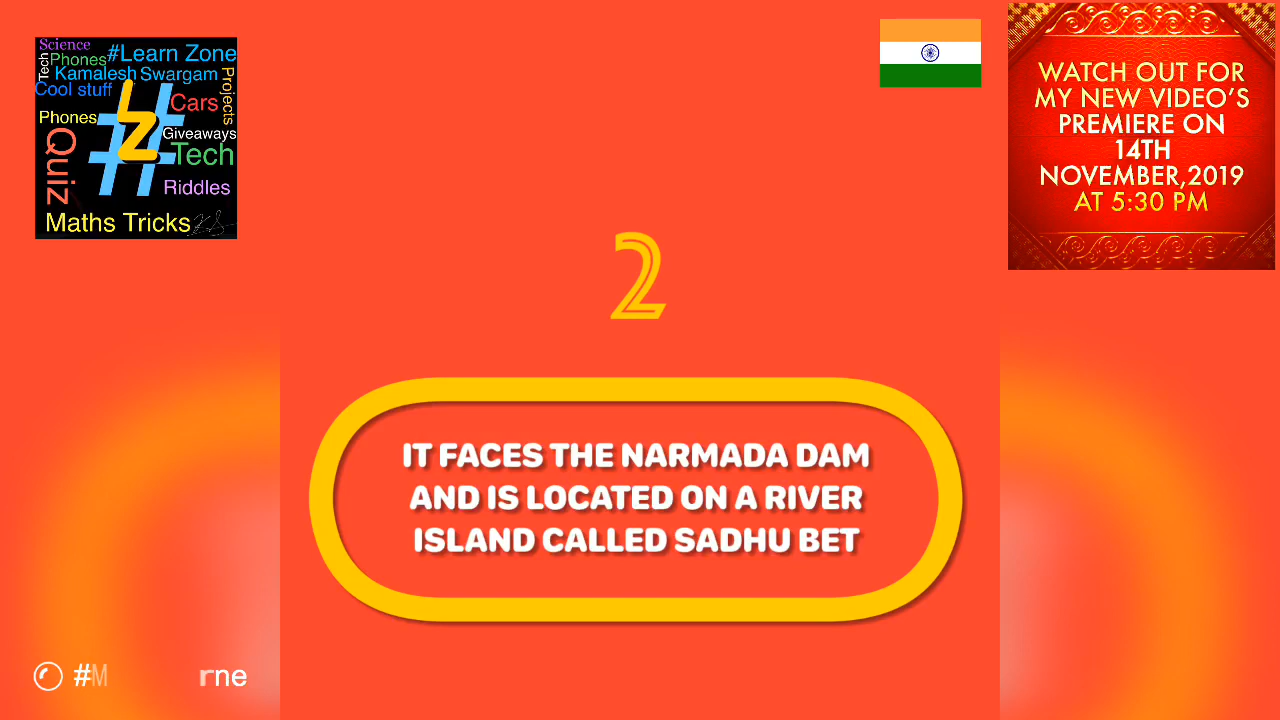 Science
Tech
Phones
#Learn Zone
Kamalesh Swargam
Cool stuff
Projects
Cars
Phones
#LZ
Giveaways
Quiz
Tech
Riddles
Maths Tricks
WATCH OUT FOR
MY NEW VIDEO'S
PREMIERE ON
14TH
NOVEMBER,2019
AT 5:30 PM
2
IT FACES THE NARMADA DAM
AND IS LOCATED ON A RIVER
ISLAND CALLED SADHU BET